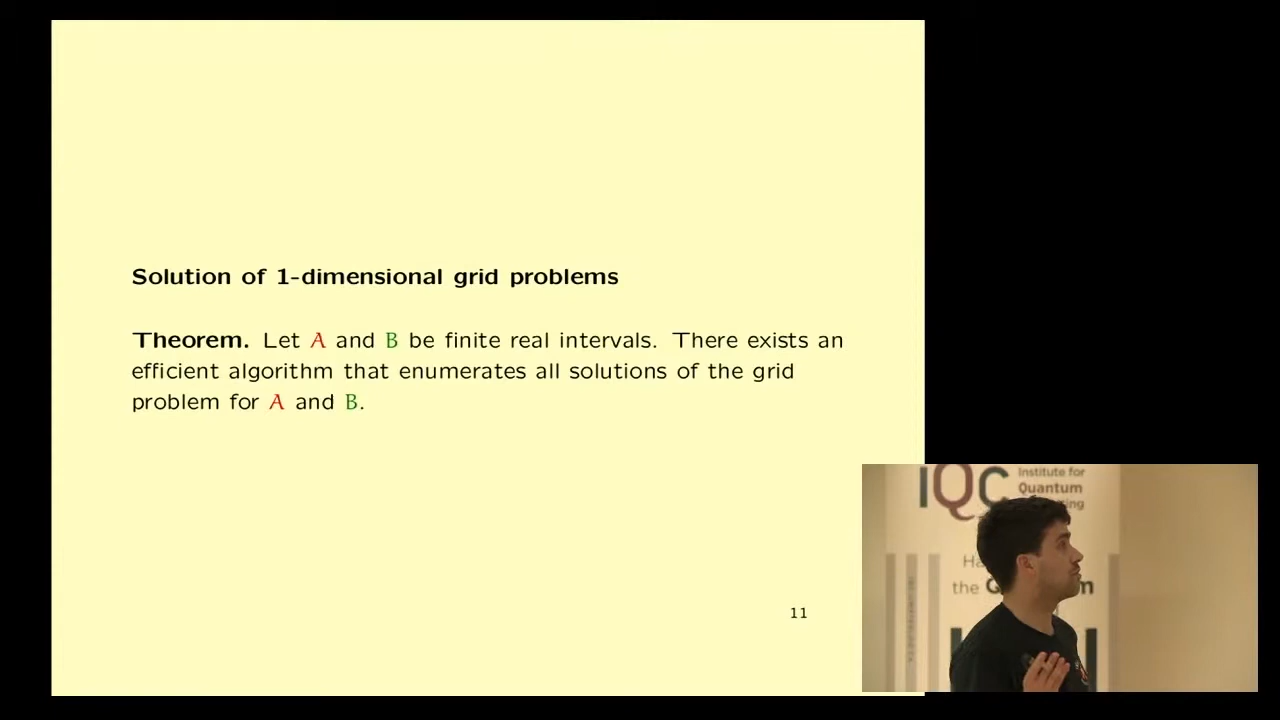 Solution of 1-dimensional grid problems
Theorem. Let A and B be finite real intervals. There exists an
efficient algorithm that enumerates all solutions of the grid
problem for A and B.
11
IQC
Institute for
Quantum
the